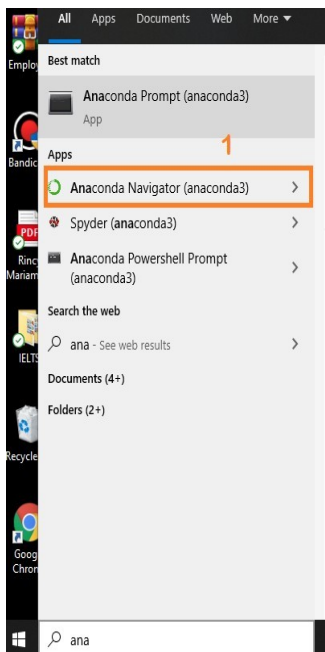 All Apps Documents Web More ▼
Best match
Anaconda Prompt (anaconda3)
App
Apps
1
Anaconda Navigator (anaconda3)
Spyder (anaconda3)
Anaconda Powershell Prompt
(anaconda3)
Search the web
ana - See web results
Documents (4+)
Folders (2+)
ana
Employ
Bandic
PDF
Rincy
Mariam
IELTS
Recycle
Goog
Chron